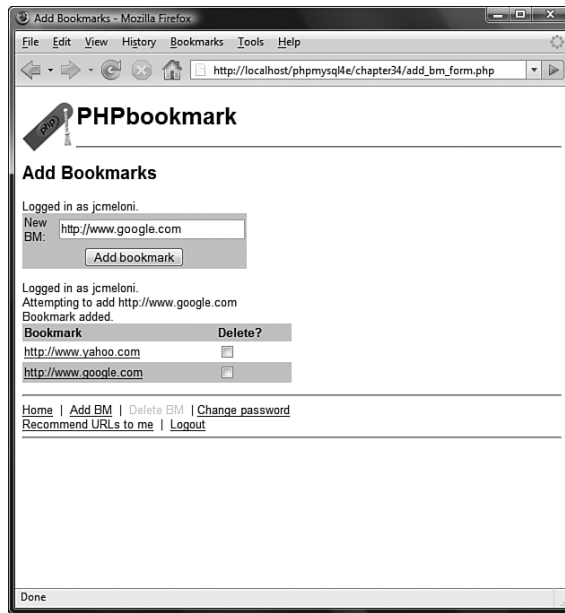 Add Bookmarks - Mozilla Firefox
File Edit View History Bookmarks Tools Help
http://localhost/phpmysql4e/chapter34/add_bm_form.php
php
PHPbookmark
Add Bookmarks
Logged in as jcmeloni.
New BM: http://www.google.com
Add bookmark
Logged in as jcmeloni.
Attempting to add http://www.google.com
Bookmark added.
Bookmark Delete?
http://www.yahoo.com
http://www.google.com
Home | Add BM | Delete BM | Change password
Recommend URLs to me | Logout
Done